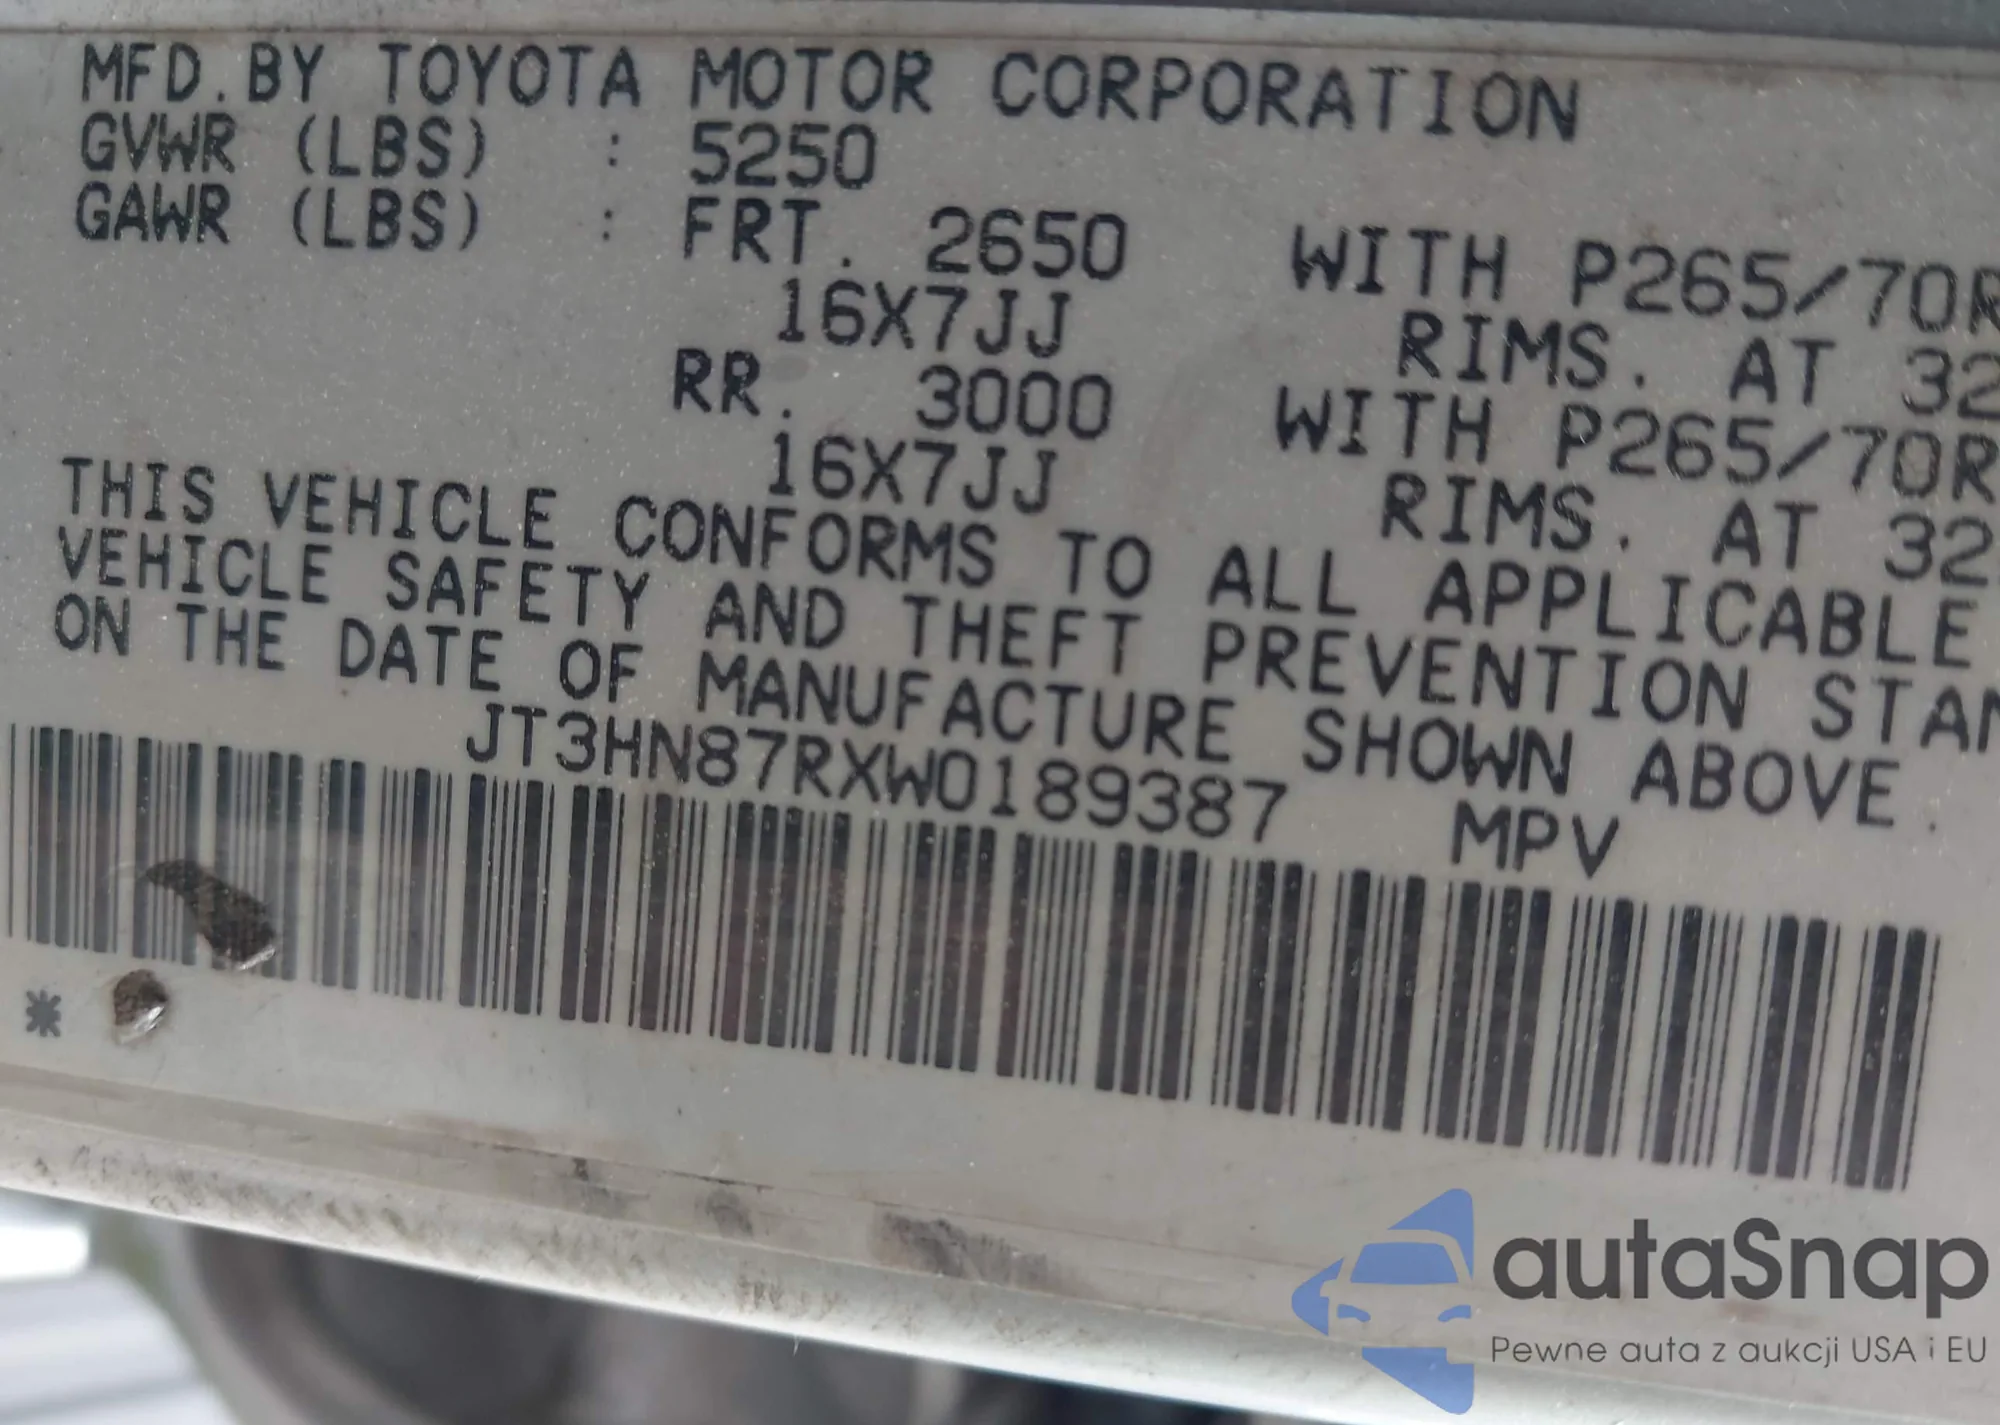 MFD.BY TOYOTA MOTOR CORPORATION
GVWR (LBS) : 5250
GAWR (LBS) : FRT. 2650 WITH P265/70R
16X7JJ RIMS. AT 32
RR. 3000 WITH P265/70R
16X7JJ RIMS. AT 32
THIS VEHICLE CONFORMS TO ALL APPLICABLE
VEHICLE SAFETY AND THEFT PREVENTION STAN
ON THE DATE OF MANUFACTURE SHOWN ABOVE.
JT3HN87RXW0189387 MPV
*
autaSnap
Pewne auta z aukcji USA i EU